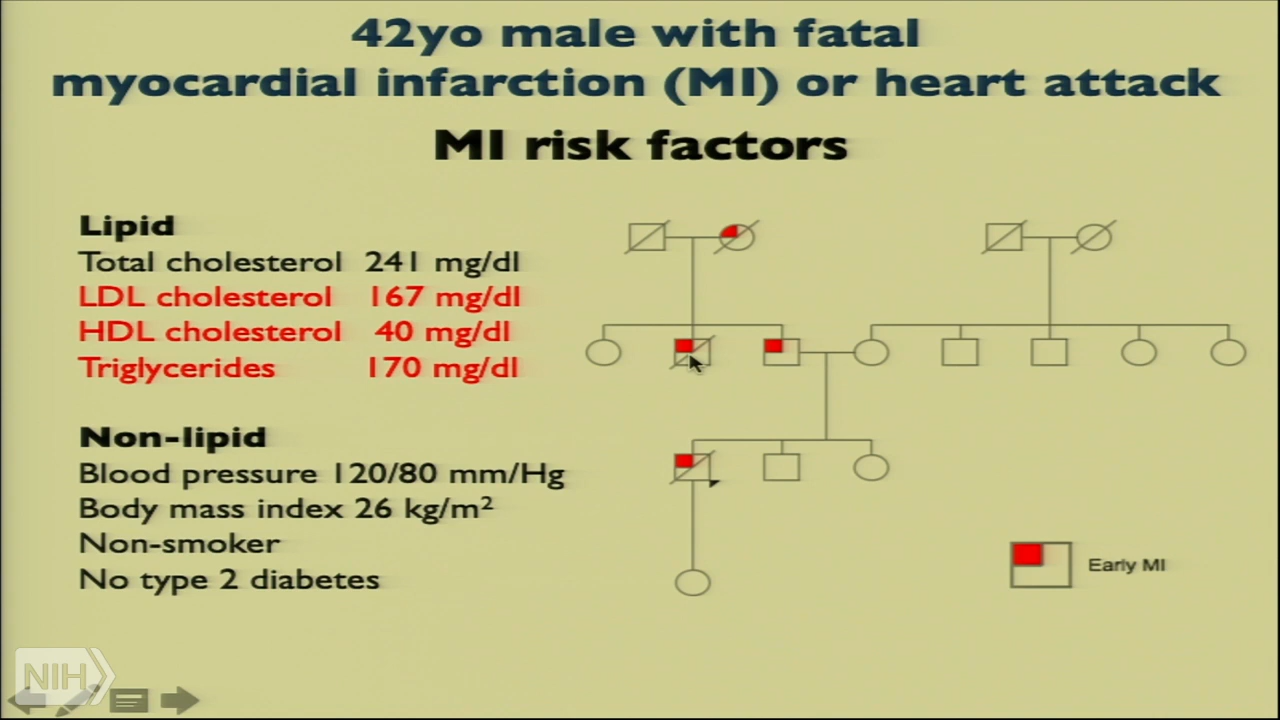 42yo male with fatal
myocardial infarction (MI) or heart attack
MI risk factors
Lipid
Total cholesterol 241 mg/dl
LDL cholesterol 167 mg/dl
HDL cholesterol 40 mg/dl
Triglycerides 170 mg/dl
Non-lipid
Blood pressure 120/80 mm/Hg
Body mass index 26 kg/m²
Non-smoker
No type 2 diabetes
Early MI
NIH